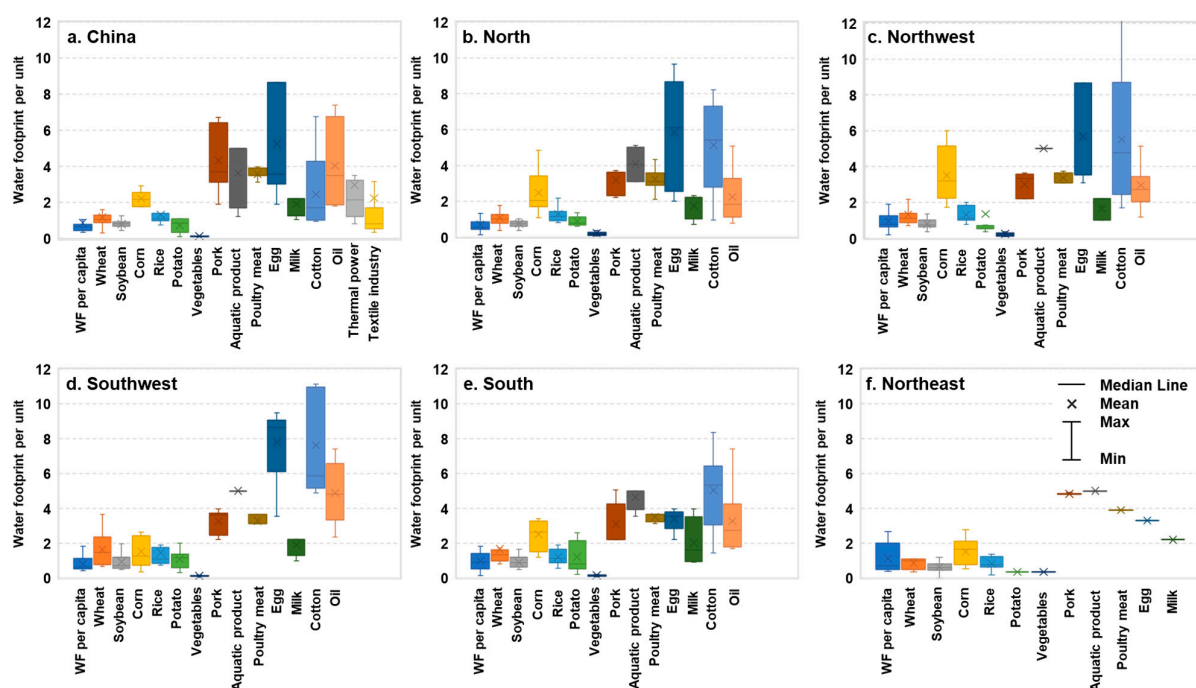 a. China
Water footprint per unit
12
10
8
6
4
2
0
WF per capita
Wheat
Soybean
Corn
Rice
Potato
Vegetables
Pork
Aquatic product
Poultry meat
Egg
Milk
Cotton
Oil
Thermal power
Textile industry
b. North
Water footprint per unit
12
10
8
6
4
2
0
WF per capita
Wheat
Soybean
Corn
Rice
Potato
Vegetables
Pork
Aquatic product
Poultry meat
Egg
Milk
Cotton
Oil
c. Northwest
Water footprint per unit
12
10
8
6
4
2
0
WF per capita
Wheat
Soybean
Corn
Rice
Potato
Vegetables
Pork
Aquatic product
Poultry meat
Egg
Milk
Cotton
Oil
d. Southwest
Water footprint per unit
12
10
8
6
4
2
0
WF per capita
Wheat
Soybean
Corn
Rice
Potato
Vegetables
Pork
Aquatic product
Poultry meat
Egg
Milk
Cotton
Oil
e. South
Water footprint per unit
12
10
8
6
4
2
0
WF per capita
Wheat
Soybean
Corn
Rice
Potato
Vegetables
Pork
Aquatic product
Poultry meat
Egg
Milk
Cotton
Oil
f. Northeast
Median Line
Mean
Max
Min
Water footprint per unit
12
10
8
6
4
2
0
WF per capita
Wheat
Soybean
Corn
Rice
Potato
Vegetables
Pork
Aquatic product
Poultry meat
Egg
Milk